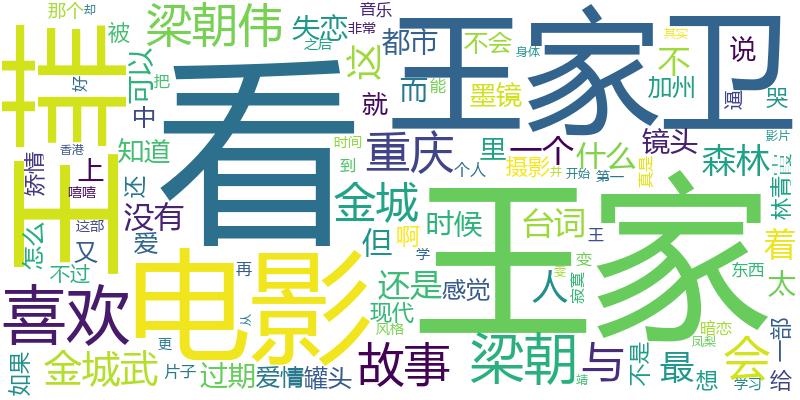 那个 却 梁朝伟 失恋 音乐 王家卫
之后 非常
被 都市 不会 说
王菲 好 可以 把 看 这 而 能 墨镜 不 加州 逼 哭
中 就 身体
香港 知道 到 时间 重庆 里 一个 什么 镜头 森林
矫情 上 嘻嘻 还 个人 摄影 开始 并 第一 真是 影片 林青霞
这部 没有 金城 时候 台词 王家
怎么 又 爱 但 啊 学 王 着
不过 再 电影 还是 感觉 人 寂寞 变 东西 太
喜欢 从 现代 变 一部
更 风格 暗恋 凤梨
如果 金城武 片子 过期 爱情 罐头 故事 梁朝 与 不是 最 想 会 给
靖 学习
其实